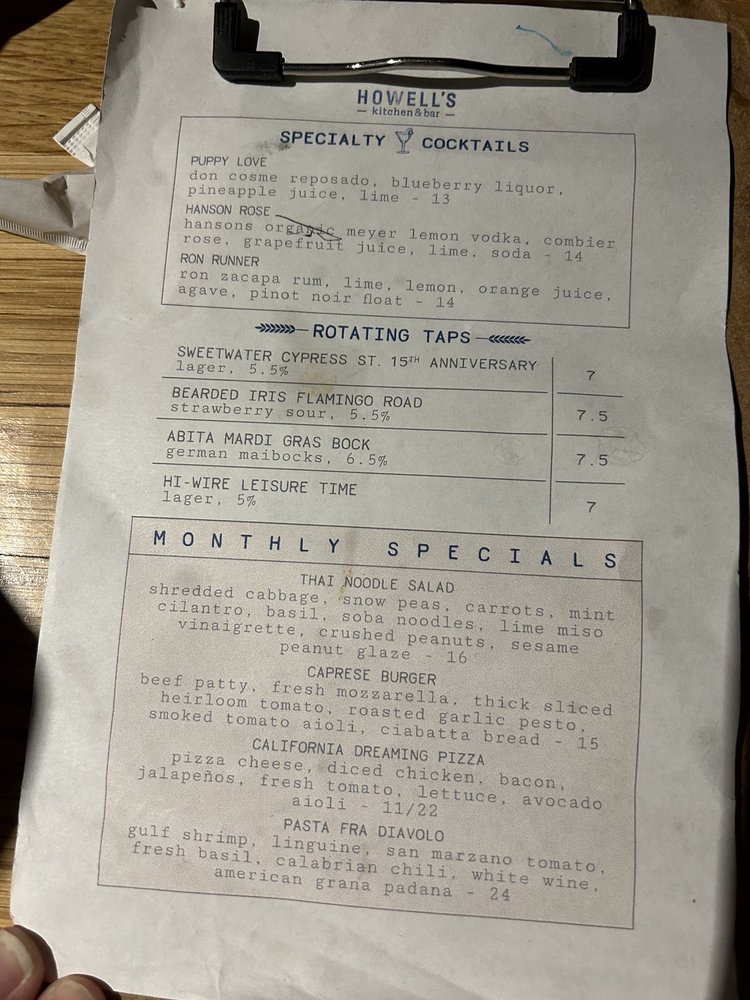 HOWELL'S
— kitchen & bar —
SPECIALTY COCKTAILS
PUPPY LOVE
don cosme reposado, blueberry liquor,
pineapple juice, lime - 13
HANSON ROSE
hansons organic meyer lemon vodka, combier
rose, grapefruit juice, lime, soda - 14
RON RUNNER
ron zacapa rum, lime, lemon, orange juice,
agave, pinot noir float - 14
ROTATING TAPS
SWEETWATER CYPRESS ST. 15TH ANNIVERSARY
lager, 5.5% 7
BEARDED IRIS FLAMINGO ROAD
strawberry sour, 5.5% 7.5
ABITA MARDI GRAS BOCK
german maibocks, 6.5% 7.5
HI-WIRE LEISURE TIME
lager, 5% 7
MONTHLY SPECIALS
THAI NOODLE SALAD
shredded cabbage, snow peas, carrots, mint
cilantro, basil, soba noodles, lime miso
vinaigrette, crushed peanuts, sesame
peanut glaze - 16
CAPRESE BURGER
beef patty, fresh mozzarella, thick sliced
heirloom tomato, roasted garlic pesto,
smoked tomato aioli, ciabatta bread - 15
CALIFORNIA DREAMING PIZZA
pizza cheese, diced chicken, bacon,
jalapeños, fresh tomato, lettuce, avocado
aioli - 11/22
PASTA FRA DIAVOLO
gulf shrimp, linguine, san marzano tomato,
fresh basil, calabrian chili, white wine,
american grana padana - 24